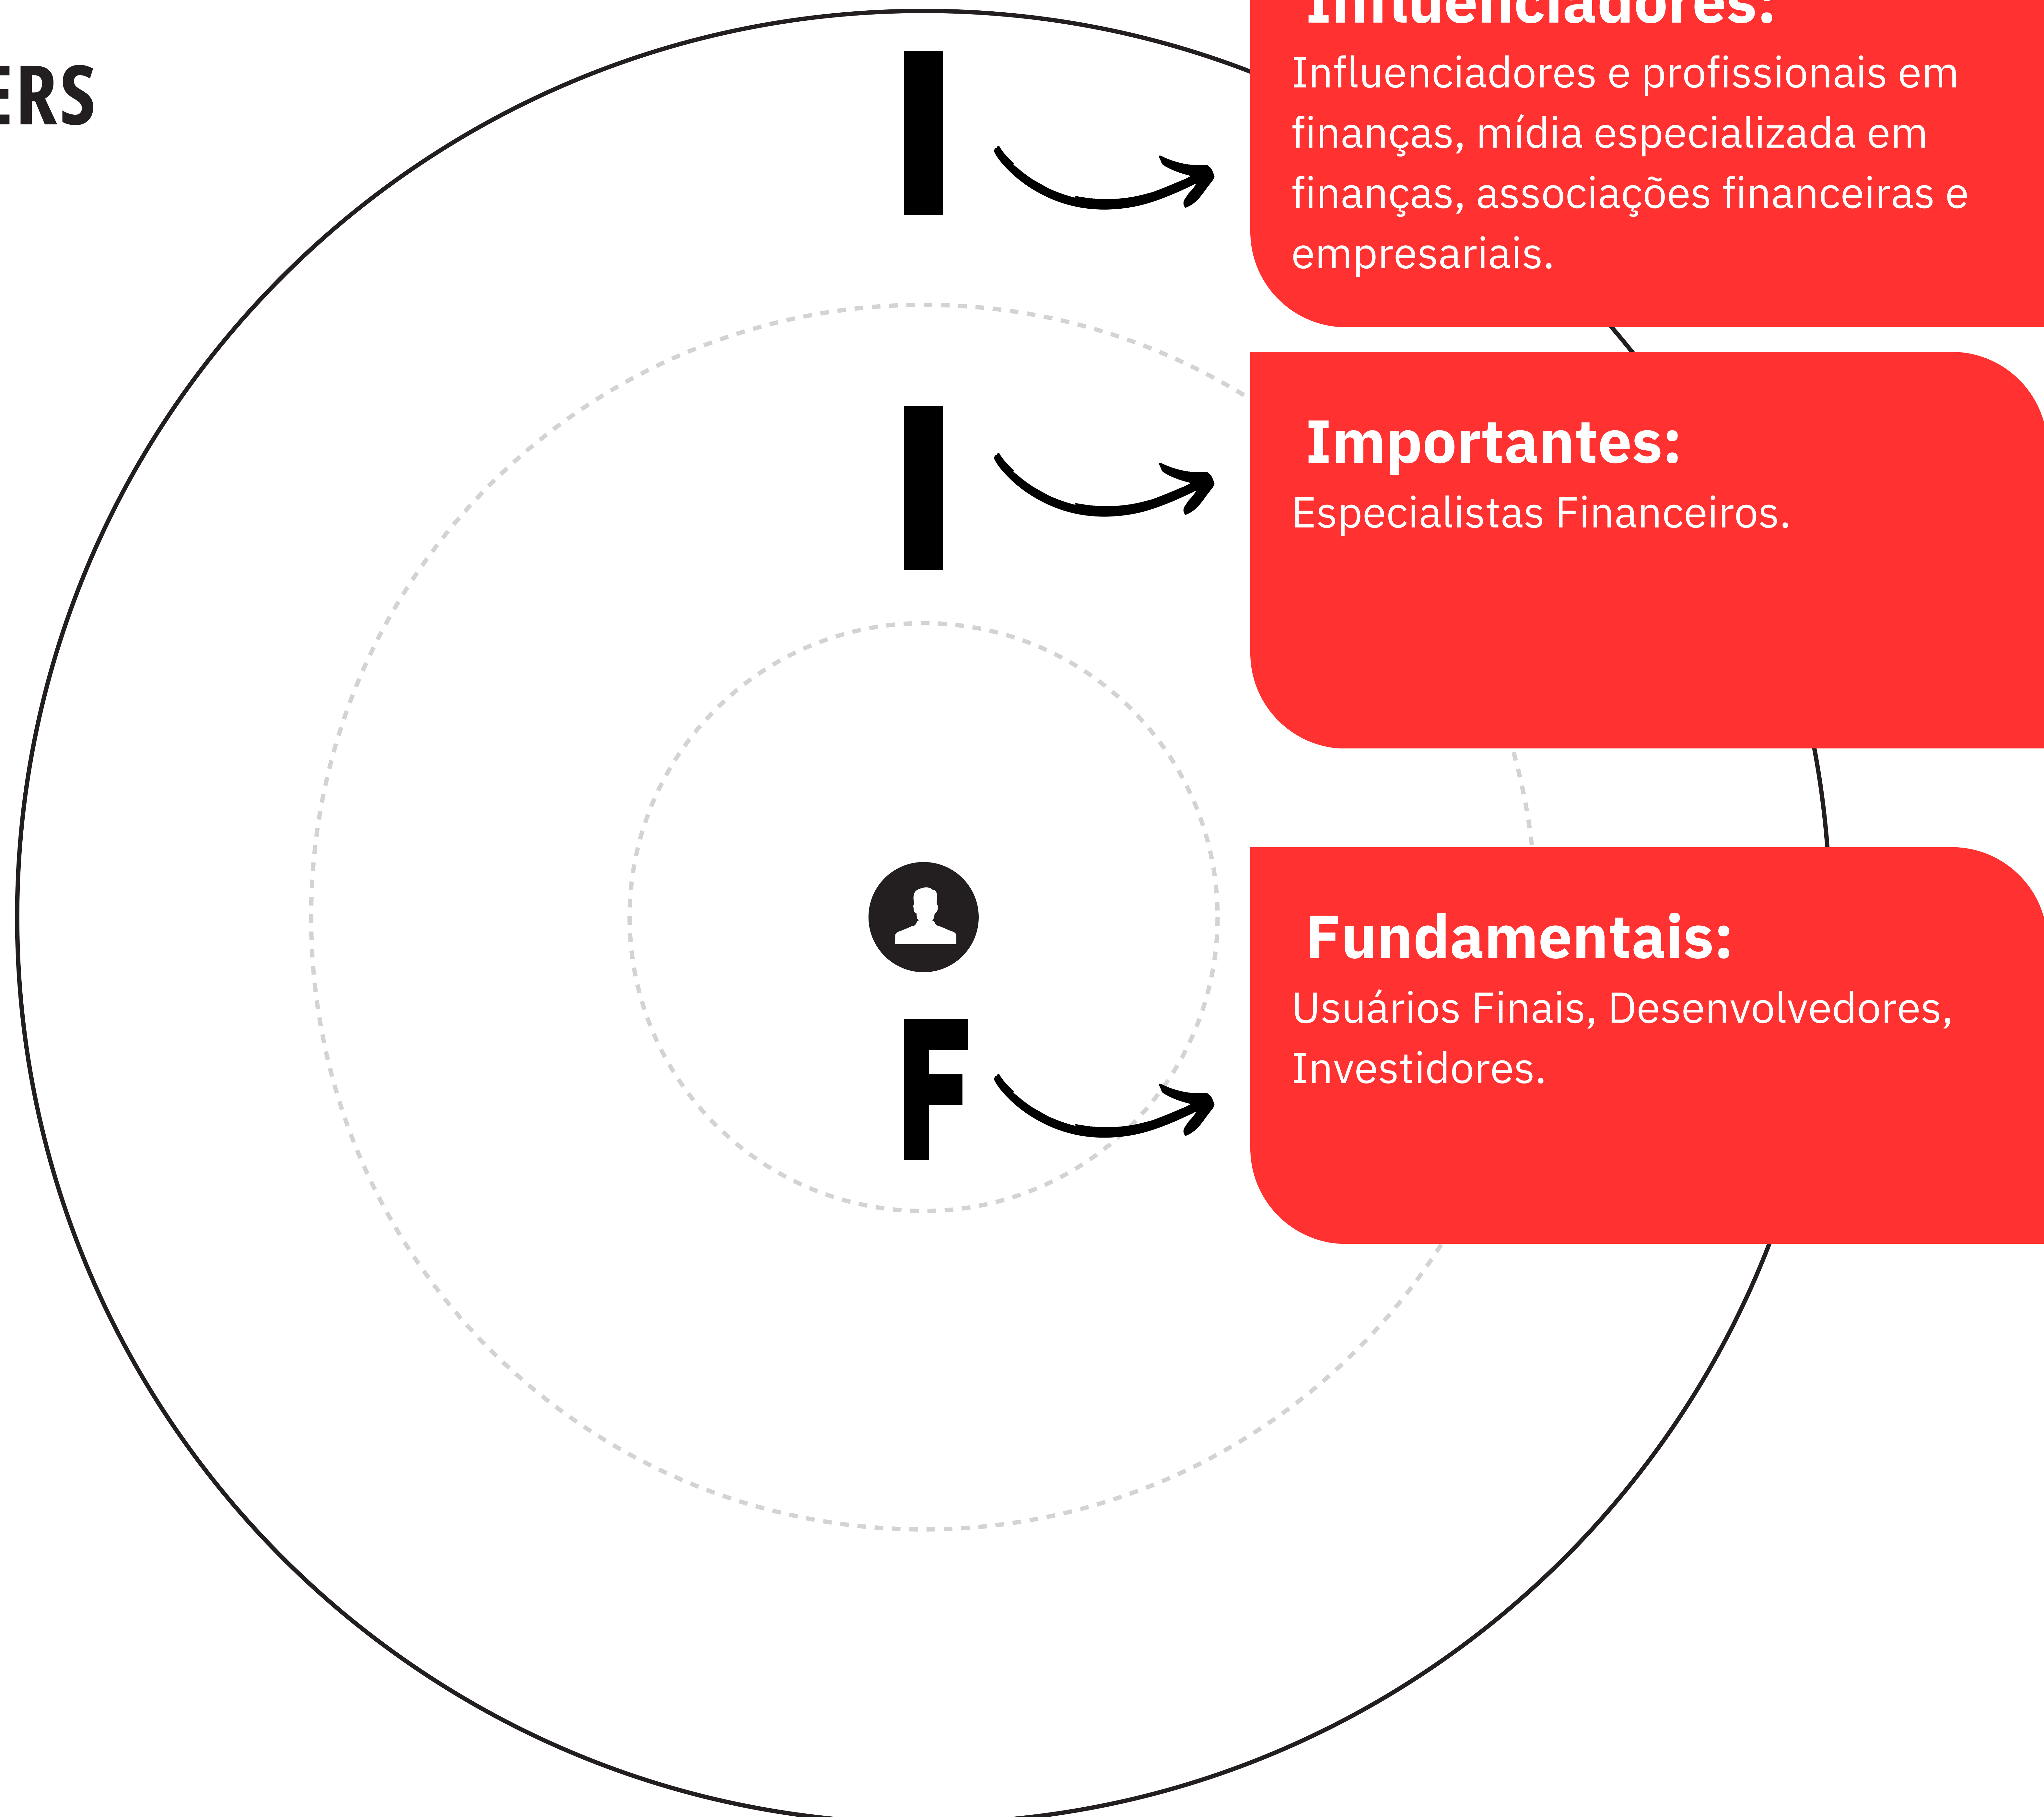 ERS
I
Influenciadores:
Influenciadores e profissionais em
finanças, mídia especializada em
finanças, associações financeiras e
empresariais.
I
Importantes:
Especialistas Financeiros.
F
Fundamentais:
Usuários Finais, Desenvolvedores,
Investidores.